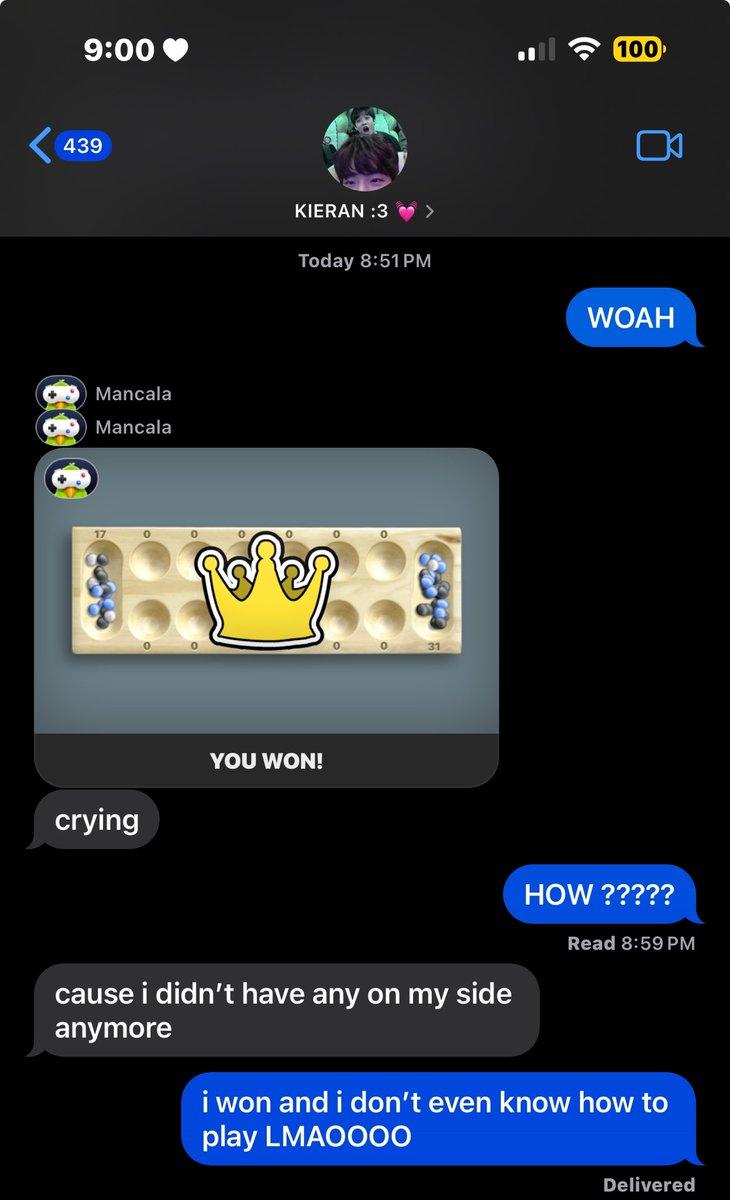 9:00
100
439
KIERAN :3 💓 >
Today 8:51 PM
WOAH
Mancala
Mancala
17 0 0 0 0 0 0
0 0 0 0 31
YOU WON!
crying
HOW ?????
Read 8:59 PM
cause i didn’t have any on my side
anymore
i won and i don’t even know how to
play LMAOOOO
Delivered